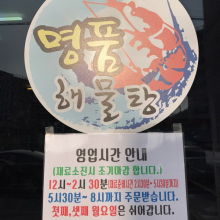 명품
해물탕
영업시간 안내
(재료소진시 조기마감 합니다.)
12시~2시 30분
5시30분~ 8시까지 주문받습니다.
첫째,셋째 월요일은 쉬어갑니다.